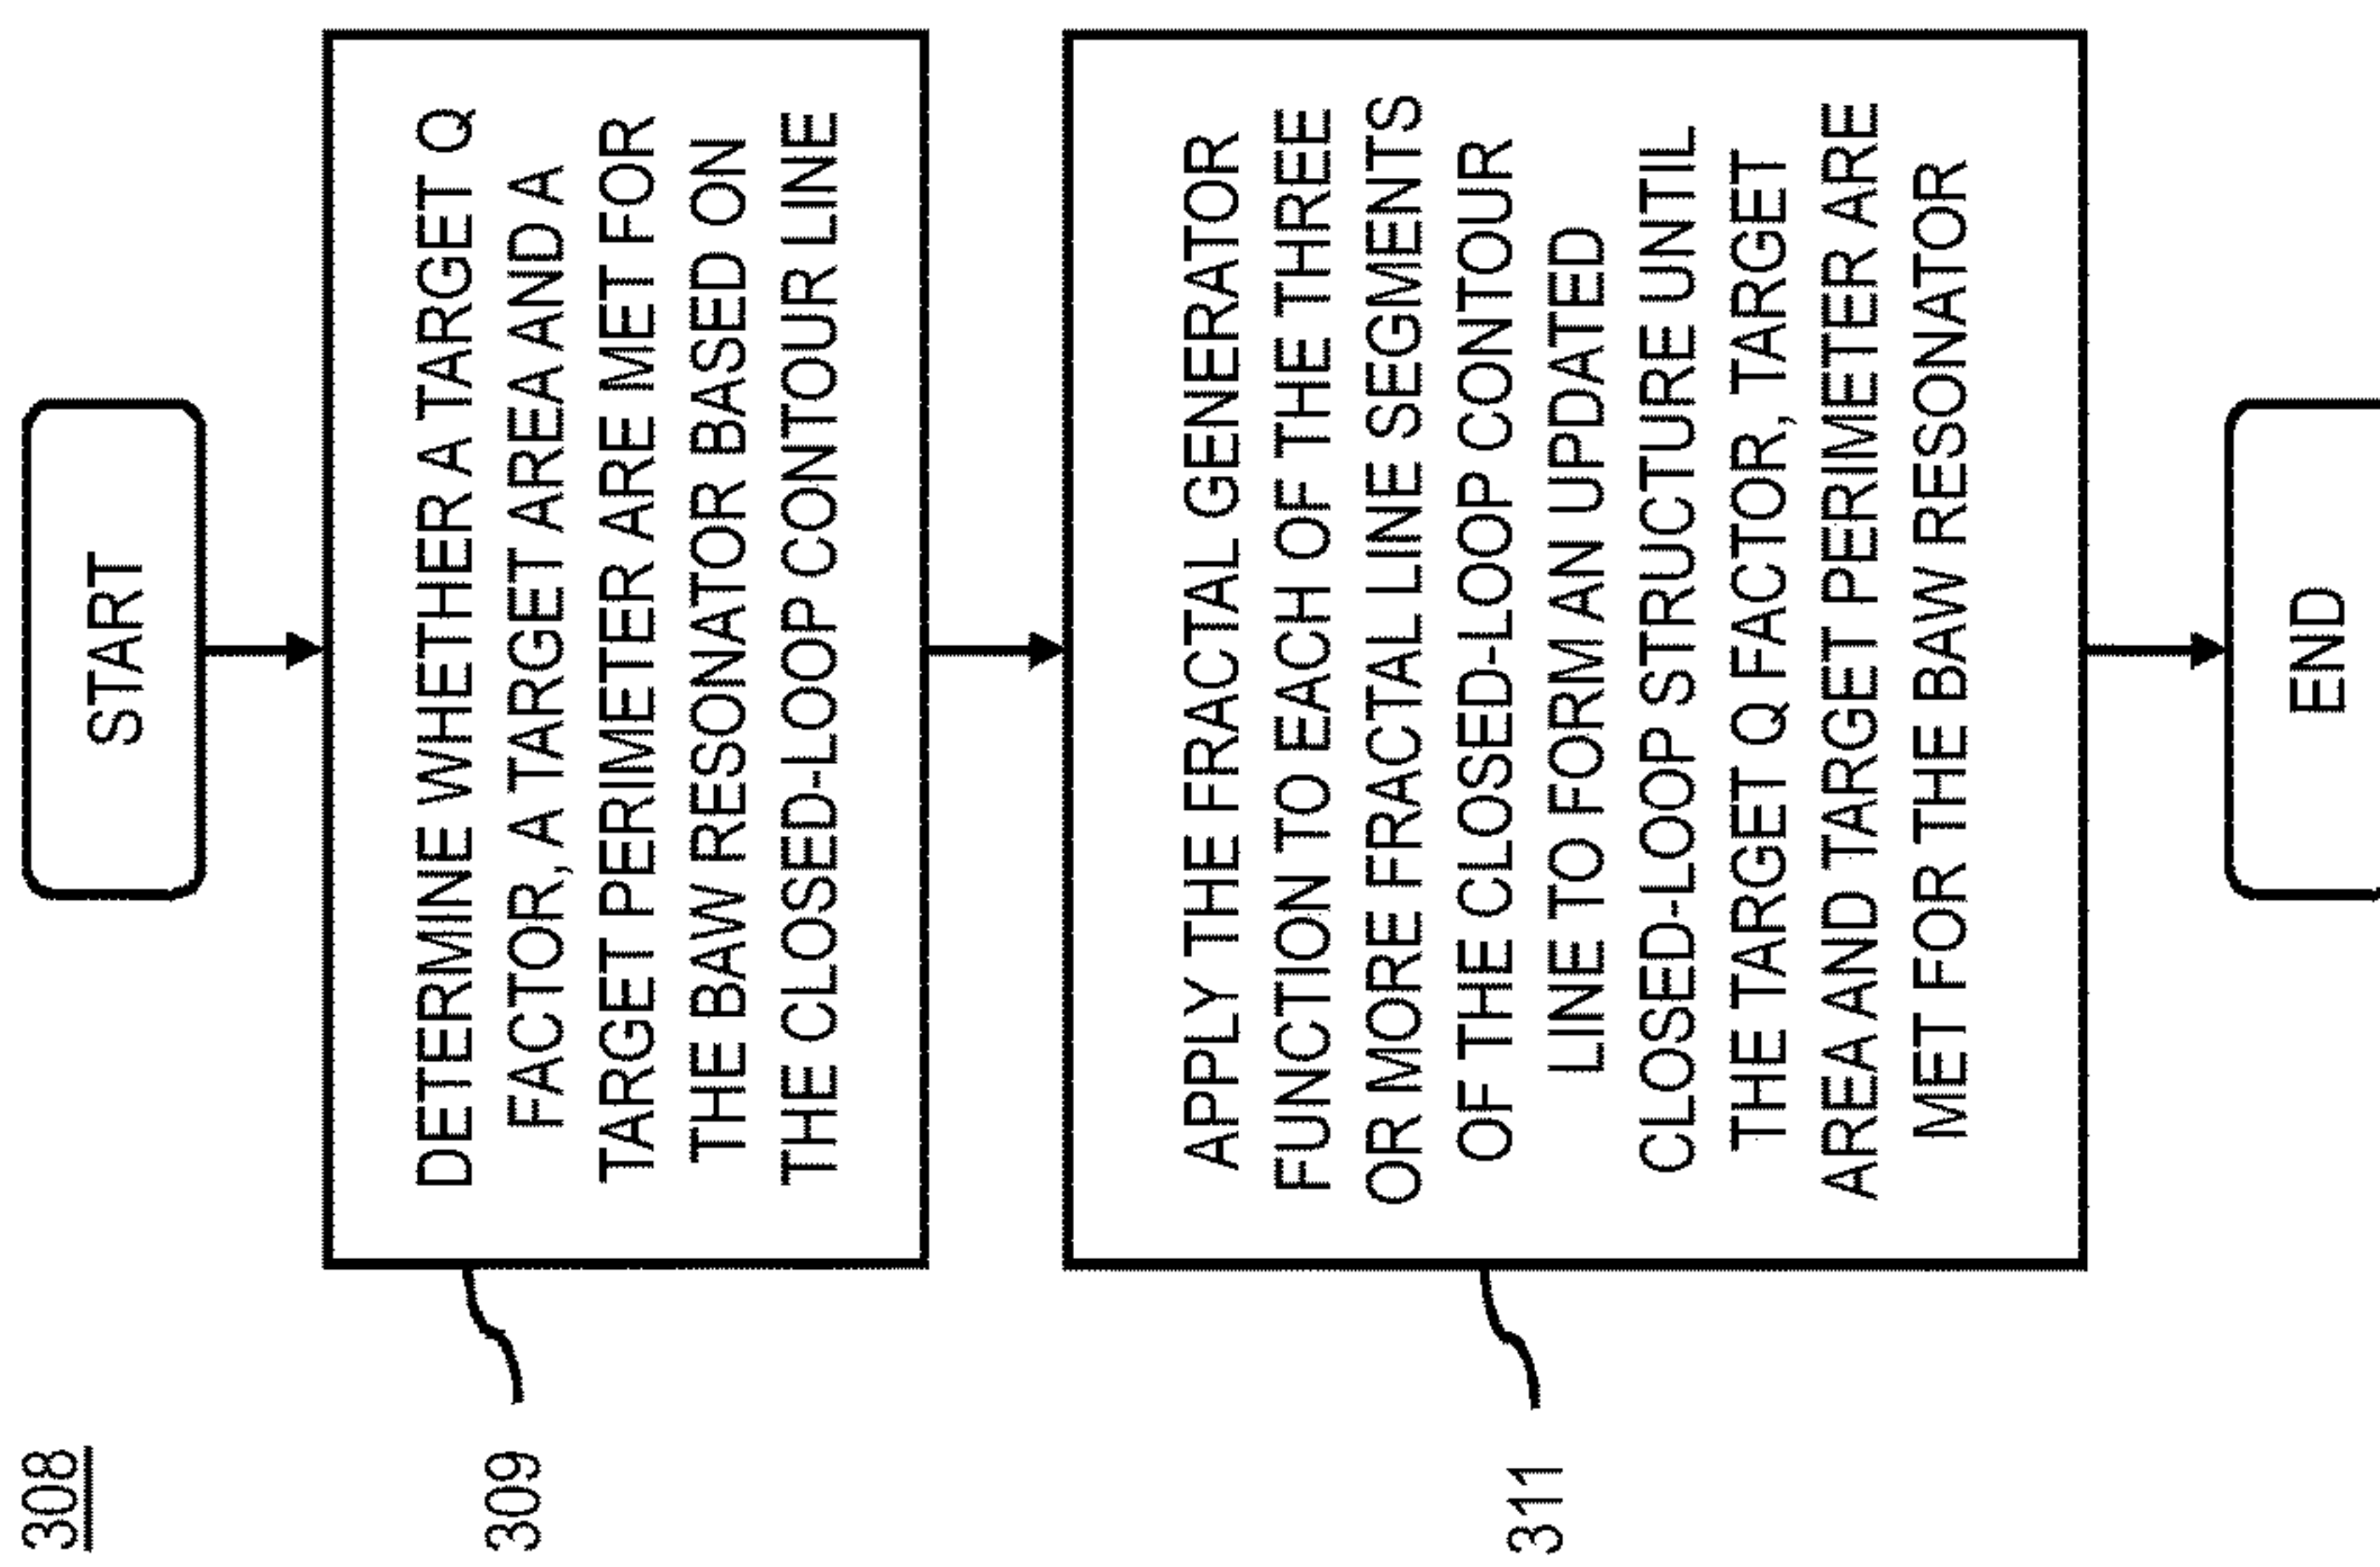 308
START
309
DETERMINE WHETHER A TARGET Q
FACTOR, A TARGET AREA AND A
TARGET PERIMETER ARE MET FOR
THE BAW RESONATOR BASED ON
THE CLOSED-LOOP CONTOUR LINE
311
APPLY THE FRACTAL GENERATOR
FUNCTION TO EACH OF THE THREE
OR MORE FRACTAL LINE SEGMENTS
OF THE CLOSED-LOOP CONTOUR
LINE TO FORM AN UPDATED
CLOSED-LOOP STRUCTURE UNTIL
THE TARGET Q FACTOR, TARGET
AREA AND TARGET PERIMETER ARE
MET FOR THE BAW RESONATOR
END